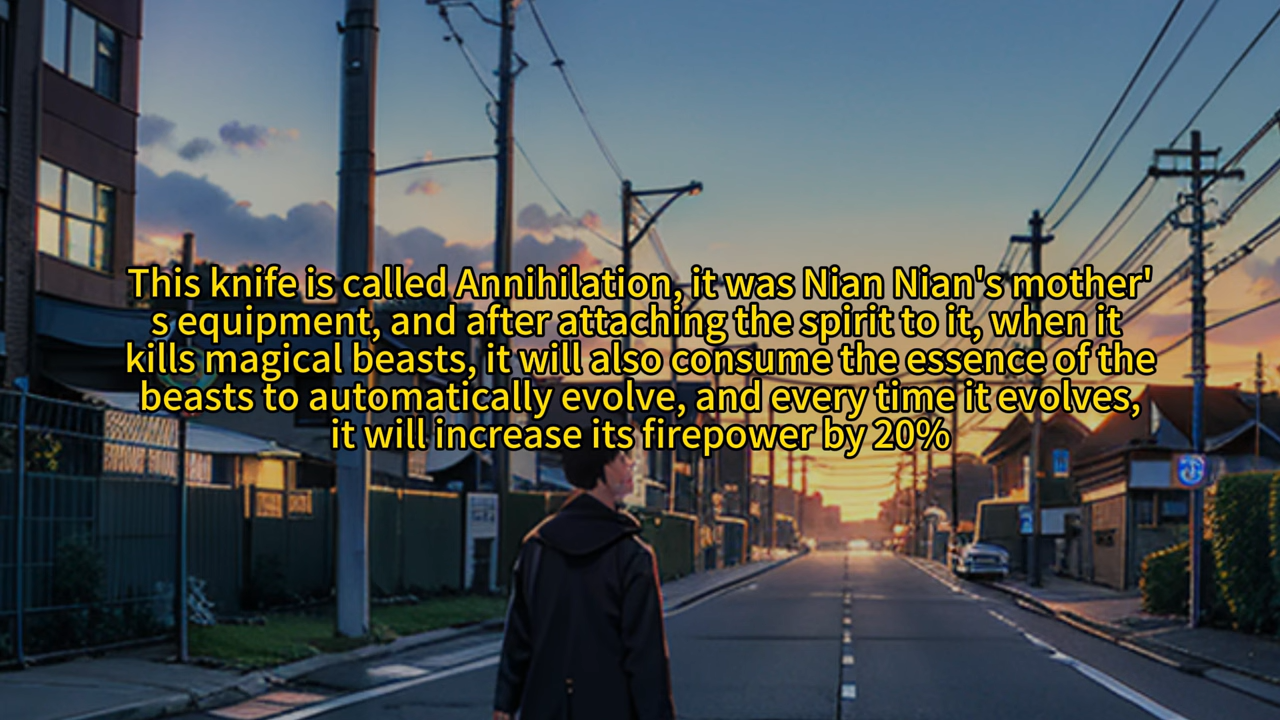 This knife is called Annihilation, it was Nian Nian's mother'
s equipment, and after attaching the spirit to it, when it
kills magical beasts, it will also consume the essence of the
beasts to automatically evolve, and every time it evolves,
it will increase its firepower by 20%